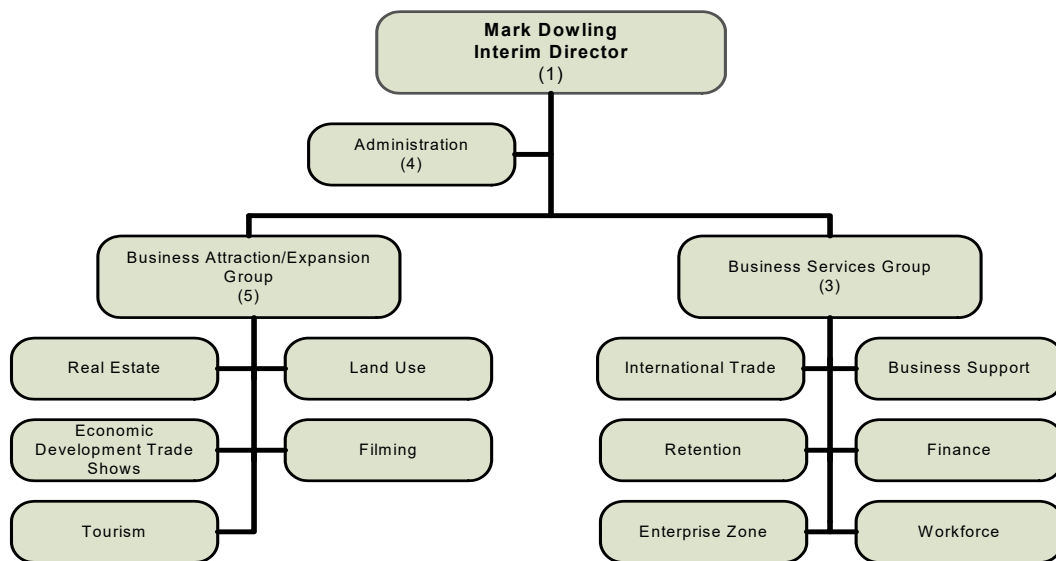 Mark Dowling
Interim Director
(1)
Administration
(4)
Business Attraction/Expansion
Group
(5)
Business Services Group
(3)
Real Estate
Land Use
International Trade
Business Support
Economic
Development Trade
Shows
Filming
Retention
Finance
Tourism
Enterprise Zone
Workforce